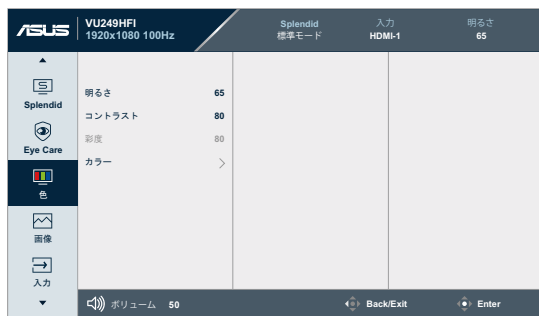 ASUS
VU249HFI
1920x1080 100Hz
Splendid
標準モード
入力
HDMI-1
明るさ
65
Splendid
Eye Care
色
画像
入力
明るさ 65
コントラスト 80
彩度 80
カラー
ボリューム 50
Back/Exit
Enter